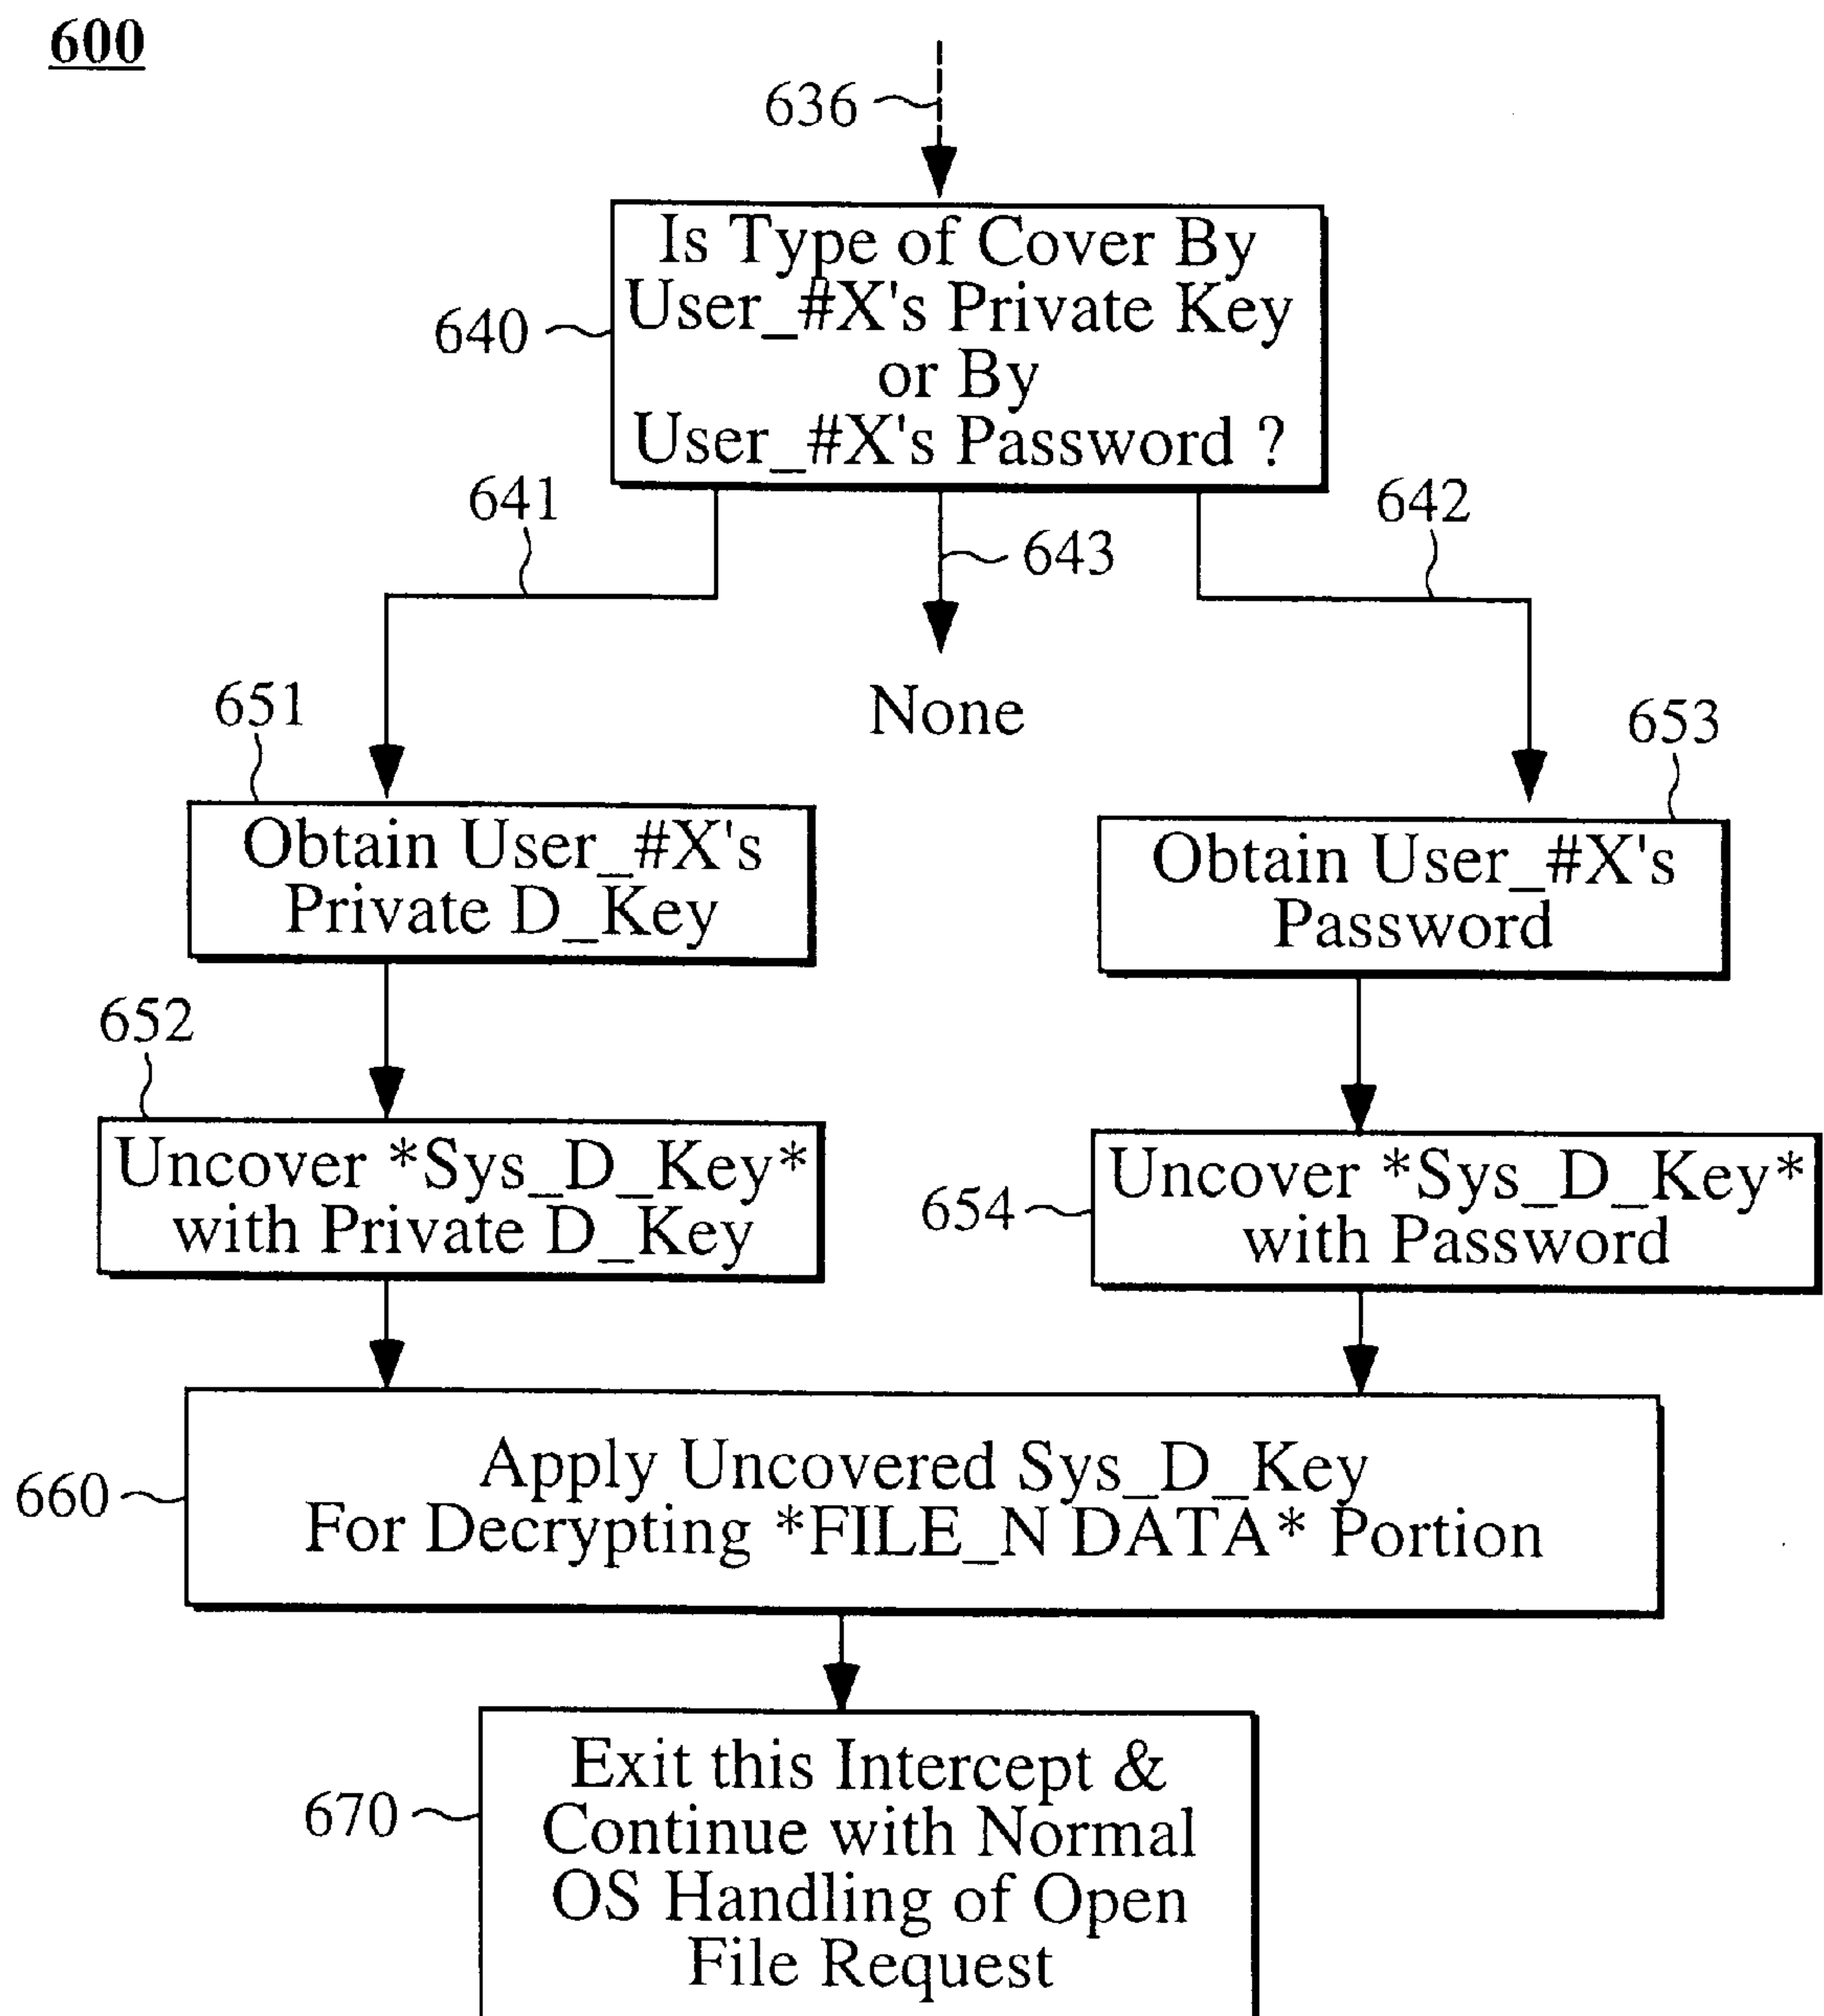 600
636
Is Type of Cover By
User_#X's Private Key
or By
User_#X's Password ?
640
641
643
642
None
651
653
Obtain User_#X's
Private D_Key
Obtain User_#X's
Password
652
Uncover *Sys_D_Key*
with Private D_Key
654
Uncover *Sys_D_Key*
with Password
660
Apply Uncovered Sys_D_Key
For Decrypting *FILE_N DATA* Portion
670
Exit this Intercept &
Continue with Normal
OS Handling of Open
File Request